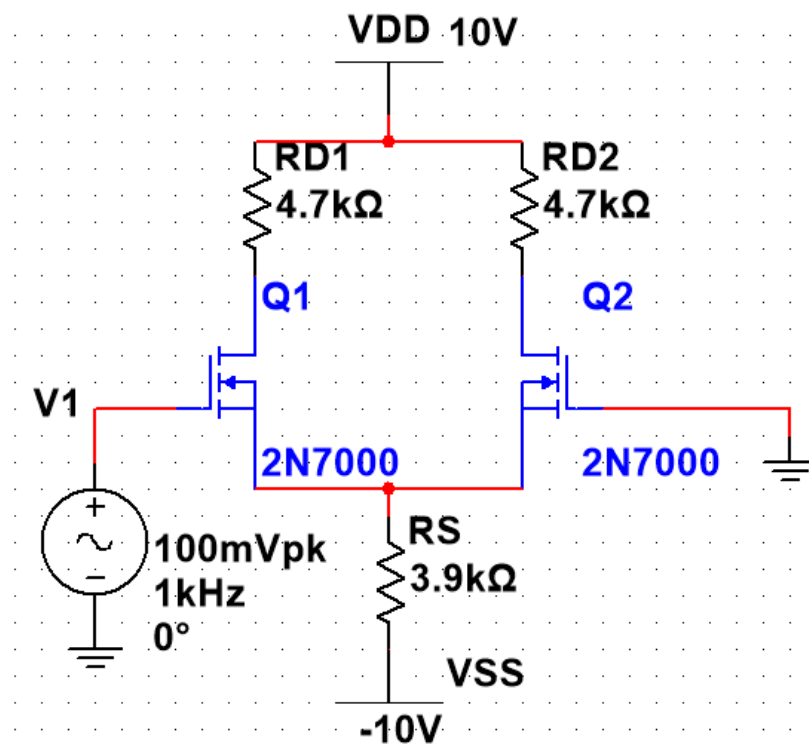 VDD 10V
RD1
4.7kΩ
RD2
4.7kΩ
Q1
Q2
V1
2N7000
2N7000
100mVpk
1kHz
0°
RS
3.9kΩ
VSS
-10V